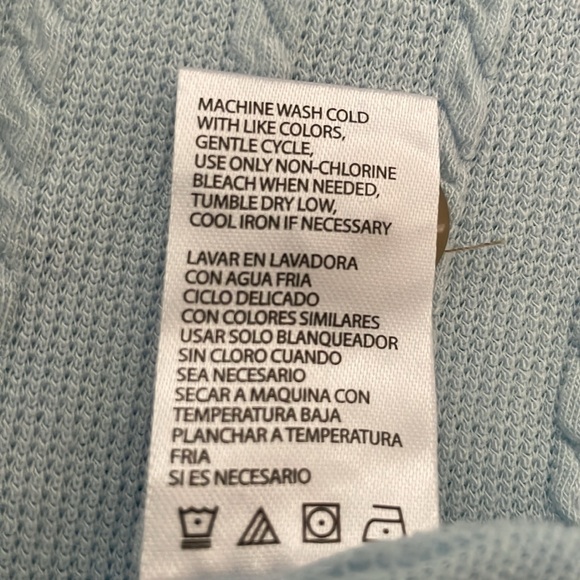 MACHINE WASH COLD
WITH LIKE COLORS,
GENTLE CYCLE,
USE ONLY NON-CHLORINE
BLEACH WHEN NEEDED,
TUMBLE DRY LOW,
COOL IRON IF NECESSARY
LAVAR EN LAVADORA
CON AGUA FRIA
CICLO DELICADO
CON COLORES SIMILARES
USAR SOLO BLANQUEADOR
SIN CLORO CUANDO
SEA NECESARIO
SECAR A MAQUINA CON
TEMPERATURA BAJA
PLANCHAR A TEMPERATURA
FRIA
SI ES NECESARIO